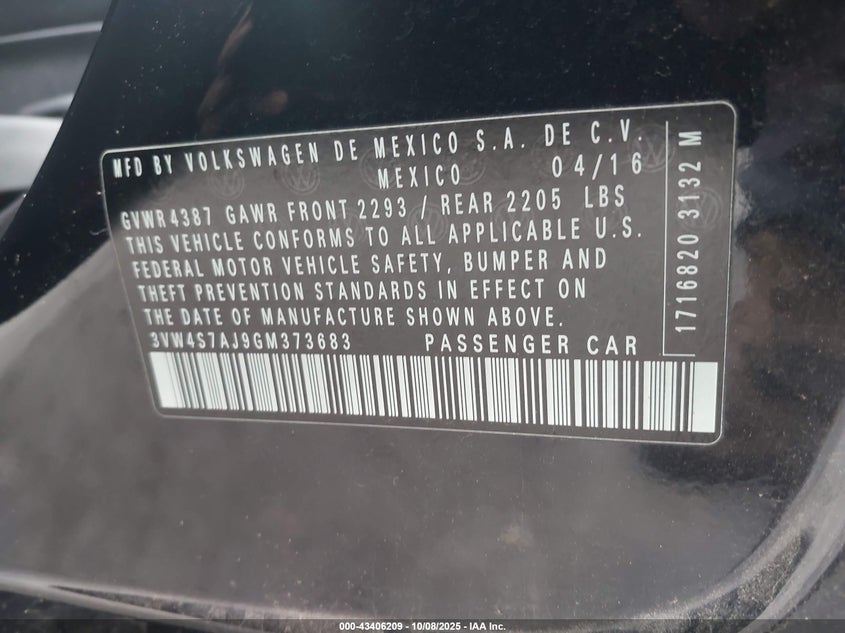 MFD BY VOLKSWAGEN DE MEXICO S.A. DE C.V.
MEXICO 04/16
GVWR 4387 GAWR FRONT 2293 / REAR 2205 LBS
THIS VEHICLE CONFORMS TO ALL APPLICABLE U.S.
FEDERAL MOTOR VEHICLE SAFETY, BUMPER AND
THEFT PREVENTION STANDARDS IN EFFECT ON
THE DATE OF MANUFACTURE SHOWN ABOVE.
3VW4S7AJ9GM373683 PASSENGER CAR
1716820 3132 M
000-43406209 - 10/08/2025 - IAA Inc.